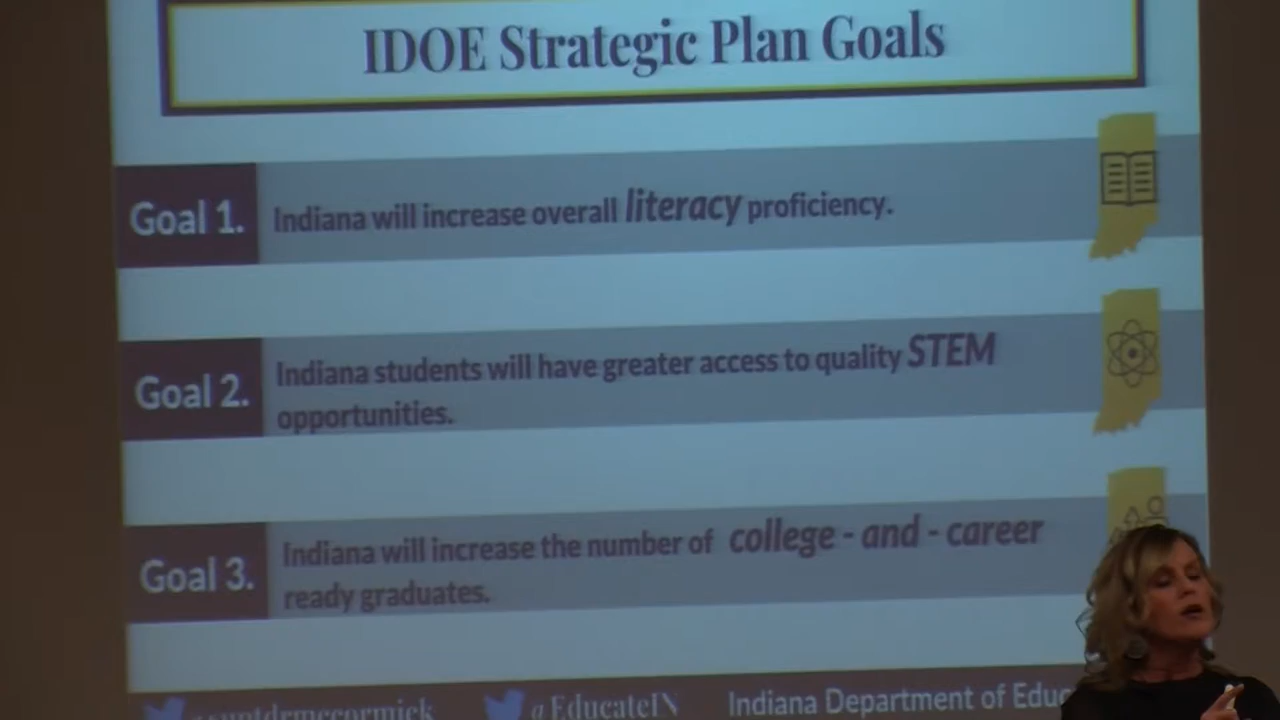 IDOE Strategic Plan Goals
Goal 1.
Indiana will increase overall literacy proficiency.
Goal 2.
Indiana students will have greater access to quality STEM
opportunities.
Goal 3.
Indiana will increase the number of college - and - career
ready graduates.
@suptdrmccormick @EducateIN Indiana Department of Educ